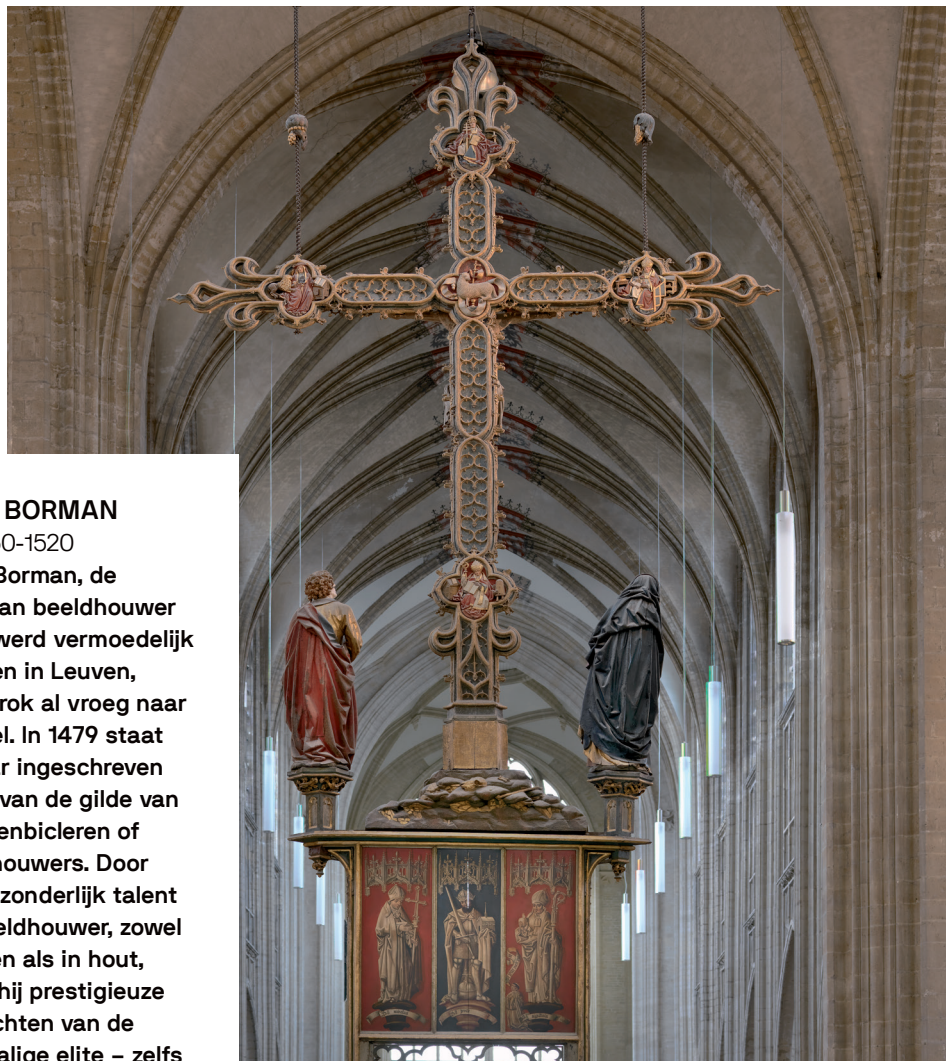 BORMAN
0-1520
Borman, de
an beeldhouwer
werd vermoedelijk
en in Leuven,
rok al vroeg naar
el. In 1479 staat
r ingeschreven
van de gilde van
enbicleren of
houwers. Door
zonderlijk talent
eldhouwer, zowel
en als in hout,
hij prestigieuze
chten van de
alige elite – zelfs